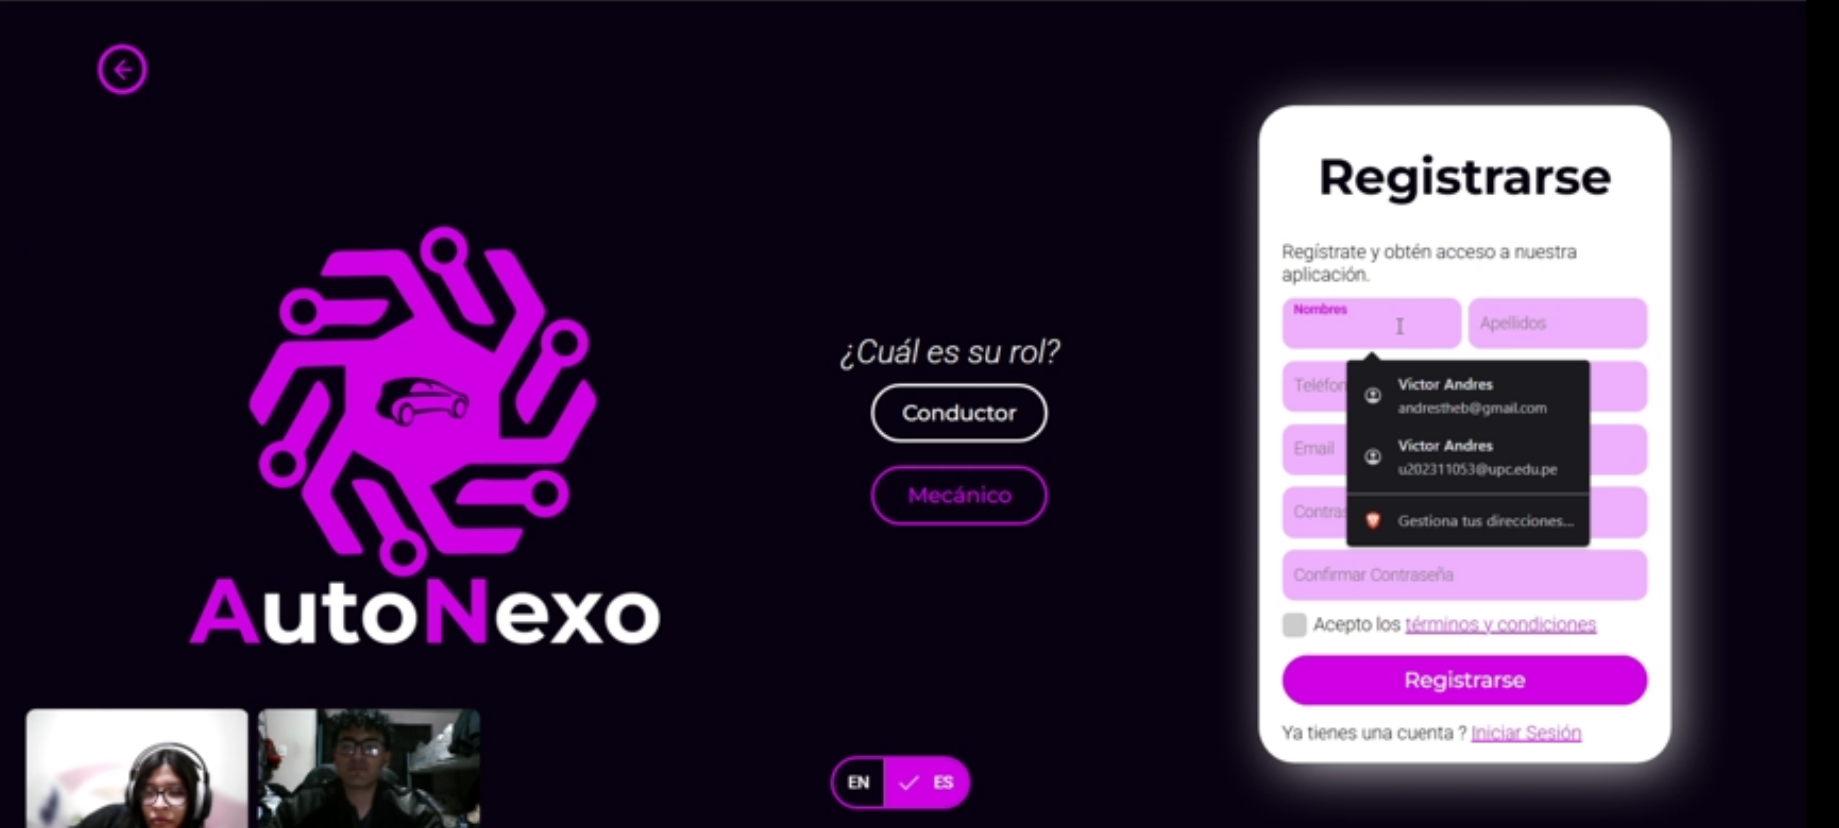 AutoNexo
¿Cuál es su rol?
Conductor
Mecánico
EN ES
Registrarse
Regístrate y obtén acceso a nuestra
aplicación.
Nombres
Apellidos
Victor Andres
andrestheb@gmail.com
Victor Andres
u202311053@upc.edu.pe
Gestiona tus direcciones...
Email
Confirmar Contraseña
Acepto los términos y condiciones
Registrarse
Ya tienes una cuenta ? Iniciar Sesión